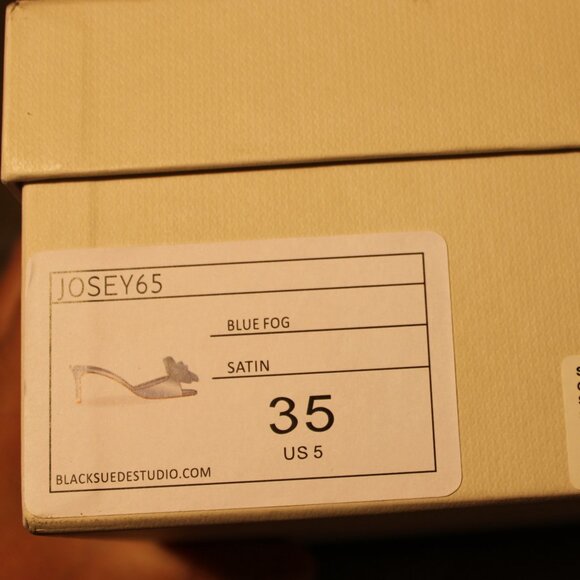 JOSEY65
BLUE FOG
SATIN
35
US 5
BLACKSUEDESTUDIO.COM